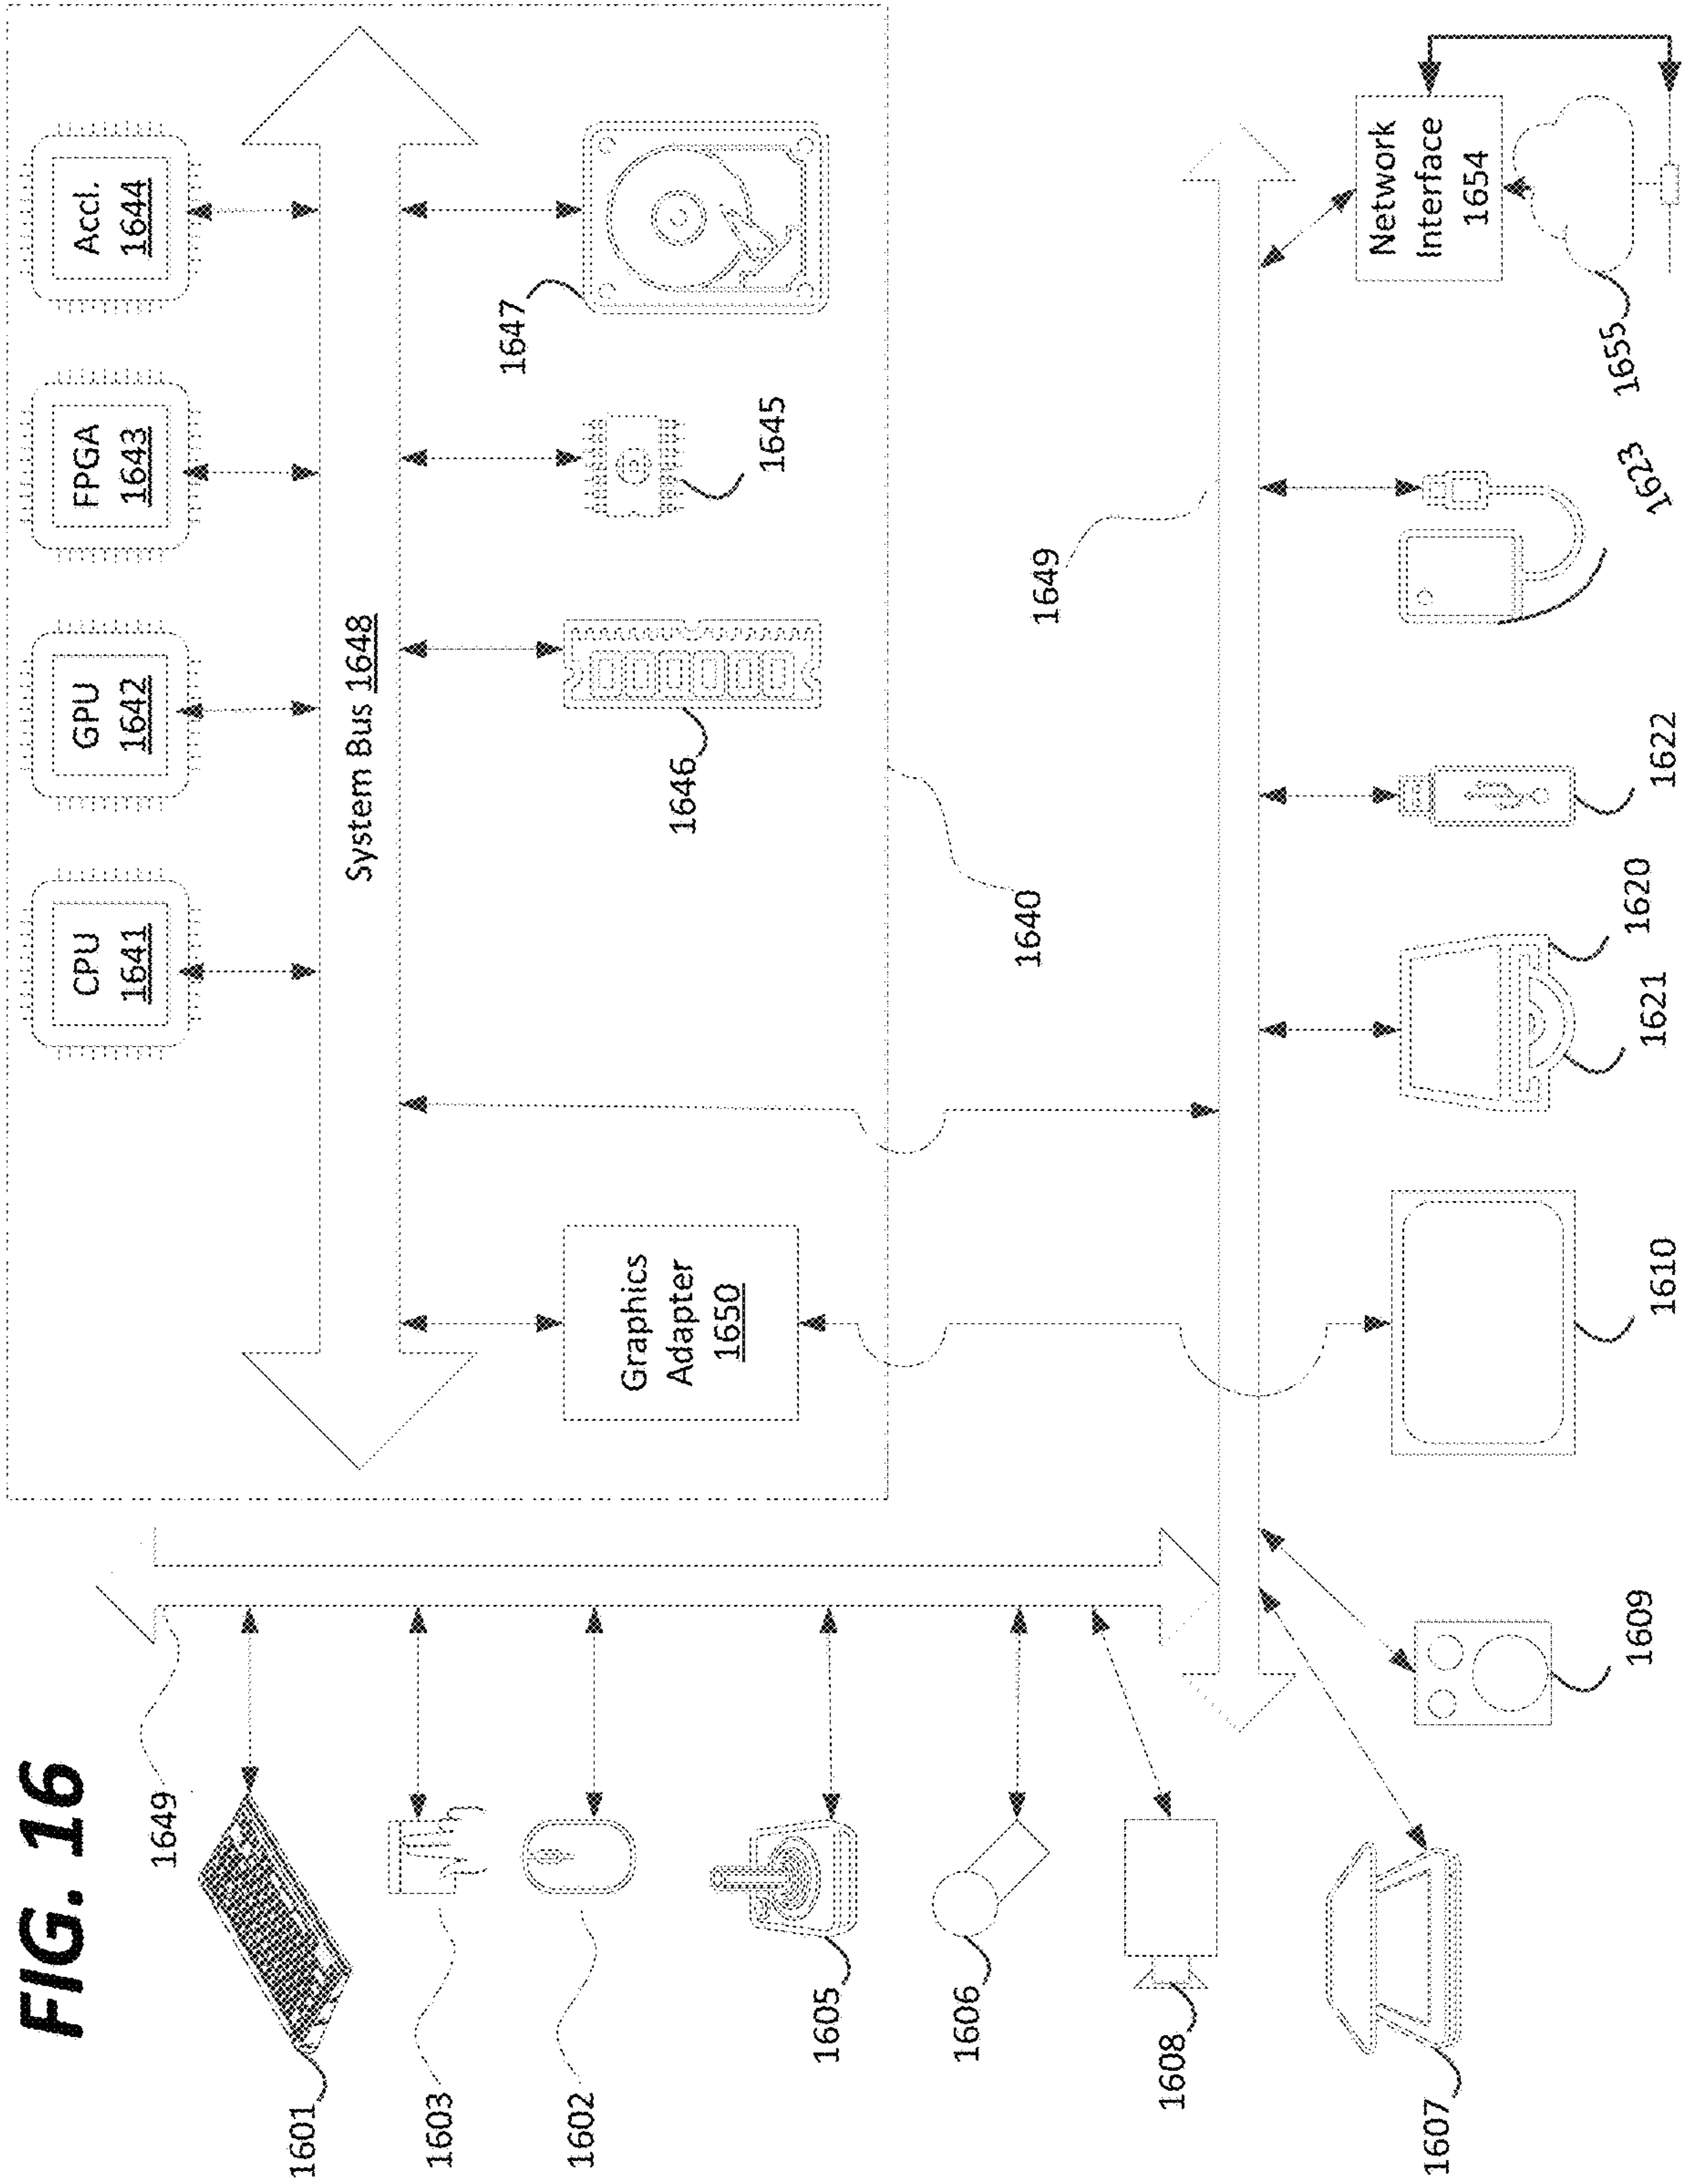 FIG. 16
1649
1601
1603
1602
1605
1606
1608
1607
1609
CPU
1641
GPU
1642
FPGA
1643
Accl.
1644
System Bus 1648
Graphics
Adapter
1650
1646
1645
1647
1640
1649
1610
1621
1620
1622
1623
Network
Interface
1654
1655